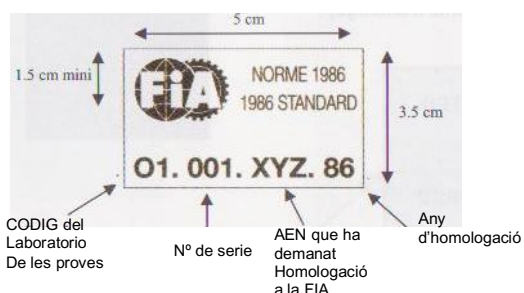 5 cm
1.5 cm mini
FiA
NORME 1986
1986 STANDARD
3.5 cm
O1. 001. XYZ. 86
CODIG del
Laboratorio
De les proves
Nº de serie
AEN que ha
demanat
Homologació
a la FIA
Any
d'homologació